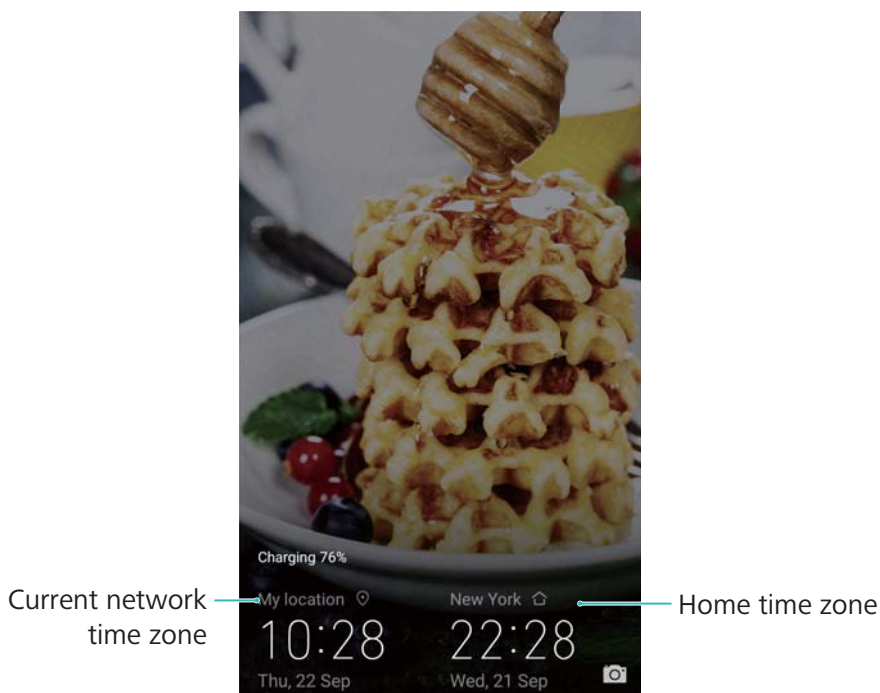 Charging 76%
Current network
time zone
My location
New York
Home time zone
10:28
22:28
Thu, 22 Sep
Wed, 21 Sep